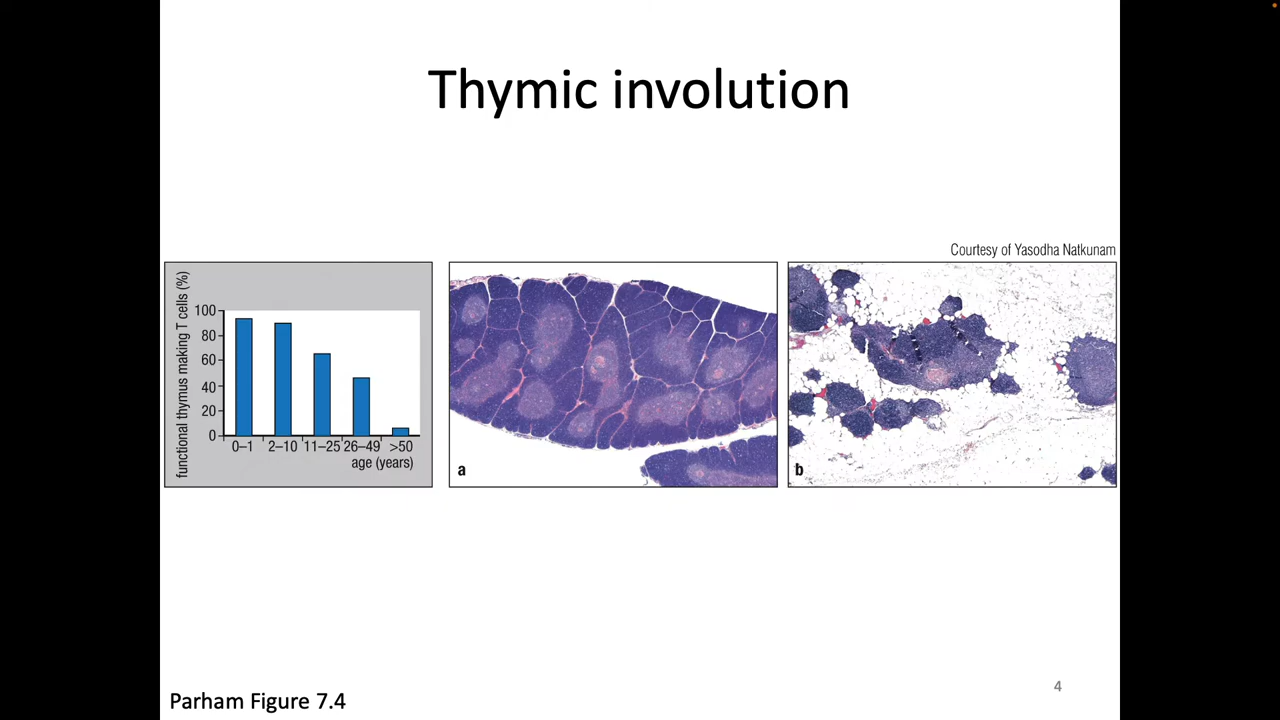 Thymic involution
Courtesy of Yasodha Natkunam
functional thymus making T cells (%)
100
80
60
40
20
0
0–1 2–10 11–25 26–49 >50
age (years)
a
b
Parham Figure 7.4
4